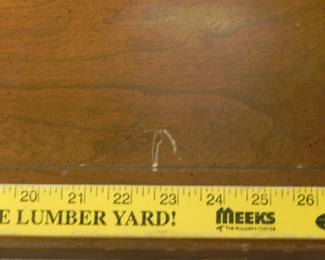 20 21 22 23 24 25 26
E LUMBER YARD! MEEKS
THE BUILDER'S CHOICE